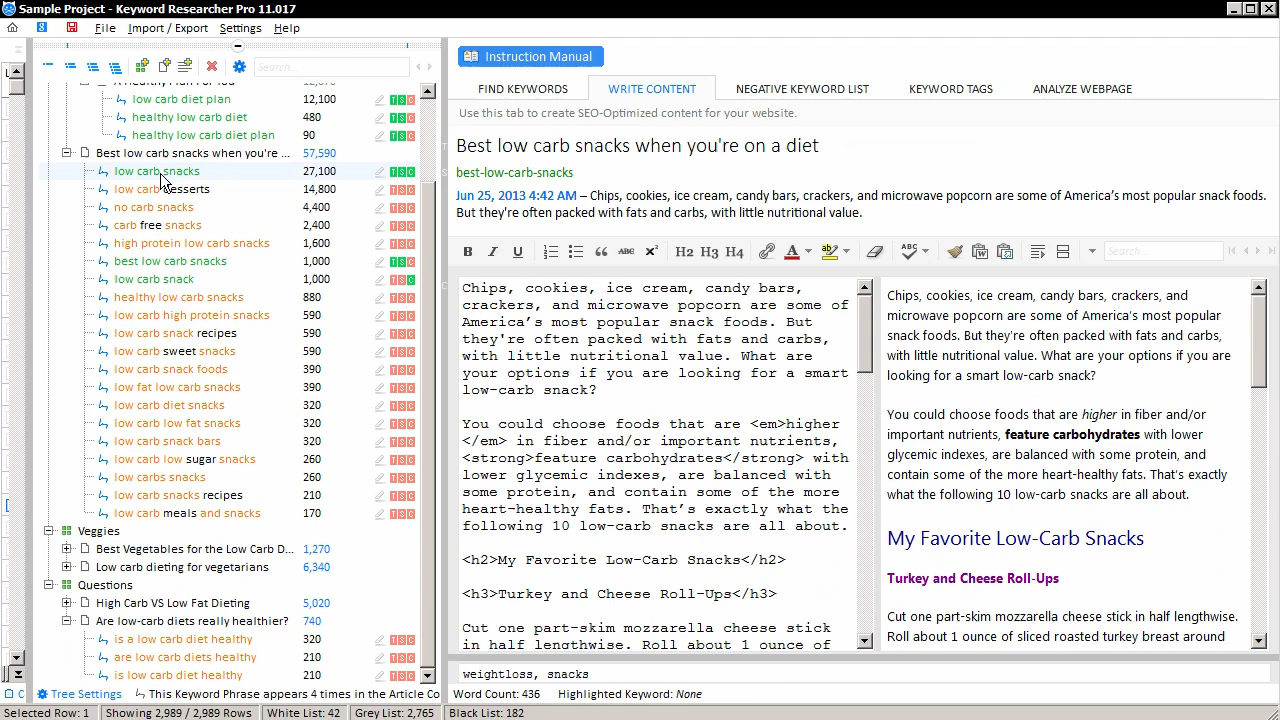 Sample Project - Keyword Researcher Pro 11.017
File Import / Export Settings Help
Search...
low carb diet plan 12,100 T S C
healthy low carb diet 480 T S C
healthy low carb diet plan 90 T S C
Best low carb snacks when you're ... 57,590
low carb snacks 27,100 T S C
low carb desserts 14,800 T S C
no carb snacks 4,400 T S C
carb free snacks 2,400 T S C
high protein low carb snacks 1,600 T S C
best low carb snacks 1,000 T S C
low carb snack 1,000 T S C
healthy low carb snacks 880 T S C
low carb high protein snacks 590 T S C
low carb snack recipes 590 T S C
low carb sweet snacks 590 T S C
low carb snack foods 390 T S C
low fat low carb snacks 390 T S C
low carb diet snacks 320 T S C
low carb low fat snacks 320 T S C
low carb snack bars 320 T S C
low carb low sugar snacks 260 T S C
low carbs snacks 260 T S C
low carb snacks recipes 210 T S C
low carb meals and snacks 170 T S C
Veggies
Best Vegetables for the Low Carb D... 1,270
Low carb dieting for vegetarians 6,340
Questions
High Carb VS Low Fat Dieting 5,020
Are low-carb diets really healthier? 740
is a low carb diet healthy 320 T S C
are low carb diets healthy 210 T S C
is low carb diet healthy 210 T S C
Tree Settings This Keyword Phrase appears 4 times in the Article Co
Instruction Manual
FIND KEYWORDS WRITE CONTENT NEGATIVE KEYWORD LIST KEYWORD TAGS ANALYZE WEBPAGE
Use this tab to create SEO-Optimized content for your website.
Best low carb snacks when you're on a diet
best-low-carb-snacks
Jun 25, 2013 4:42 AM – Chips, cookies, ice cream, candy bars, crackers, and microwave popcorn are some of America’s most popular snack foods.
But they're often packed with fats and carbs, with little nutritional value.
B I U ABC X² H2 H3 H4 A ab ABC Search...
Chips, cookies, ice cream, candy bars,
crackers, and microwave popcorn are some of
America’s most popular snack foods. But
they're often packed with fats and carbs,
with little nutritional value. What are
your options if you are looking for a smart
low-carb snack?
You could choose foods that are <em>higher
</em> in fiber and/or important nutrients,
<strong>feature carbohydrates</strong> with
lower glycemic indexes, are balanced with
some protein, and contain some of the more
heart-healthy fats. That’s exactly what the
following 10 low-carb snacks are all about.
<h2>My Favorite Low-Carb Snacks</h2>
<h3>Turkey and Cheese Roll-Ups</h3>
Cut one part-skim mozzarella cheese stick
in half lengthwise. Roll about 1 ounce of
Chips, cookies, ice cream, candy bars, crackers, and
microwave popcorn are some of America’s most popular
snack foods. But they're often packed with fats and carbs,
with little nutritional value. What are your options if you are
looking for a smart low-carb snack?
You could choose foods that are higher in fiber and/or
important nutrients, feature carbohydrates with lower
glycemic indexes, are balanced with some protein, and
contain some of the more heart-healthy fats. That’s exactly
what the following 10 low-carb snacks are all about.
My Favorite Low-Carb Snacks
Turkey and Cheese Roll-Ups
Cut one part-skim mozzarella cheese stick in half lengthwise.
Roll about 1 ounce of sliced roasted turkey breast around
weightloss, snacks
Word Count: 436 Highlighted Keyword: None
Selected Row: 1 Showing 2,989 / 2,989 Rows White List: 42 Grey List: 2,765 Black List: 182